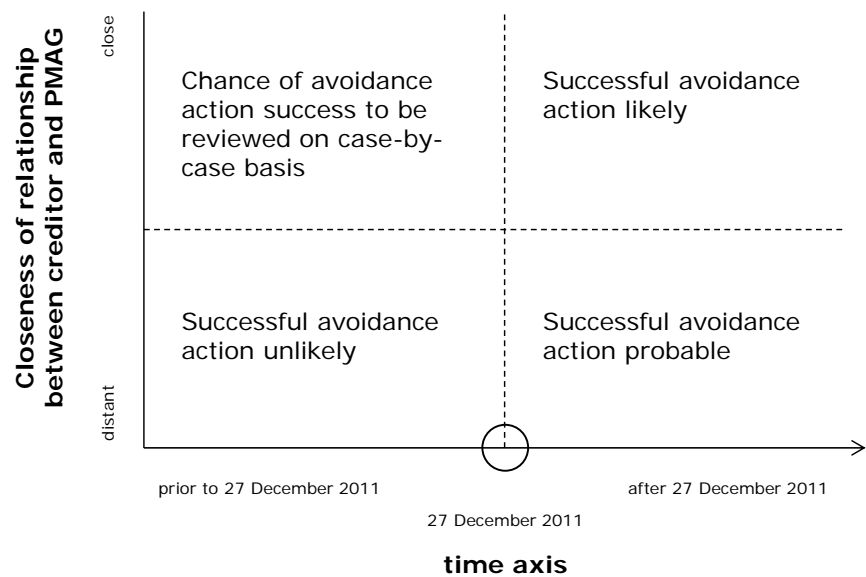 Closeness of relationship
between creditor and PMAG
close
distant
Chance of avoidance
action success to be
reviewed on case-by-
case basis
Successful avoidance
action likely
Successful avoidance
action unlikely
Successful avoidance
action probable
prior to 27 December 2011
after 27 December 2011
27 December 2011
time axis